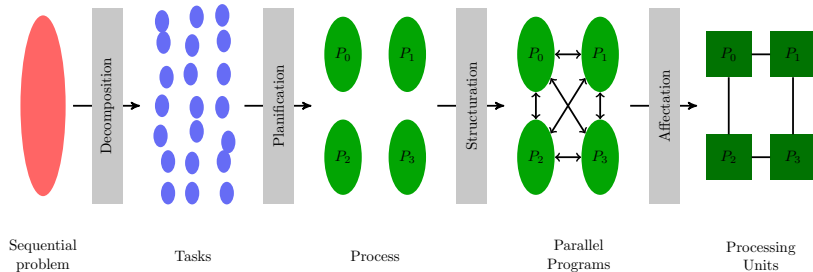 Decomposition
Planification
Structuration
Affectation
P0 P1
P2 P3
P0 P1
P2 P3
P0 P1
P2 P3
Sequential
problem
Tasks
Process
Parallel
Programs
Processing
Units